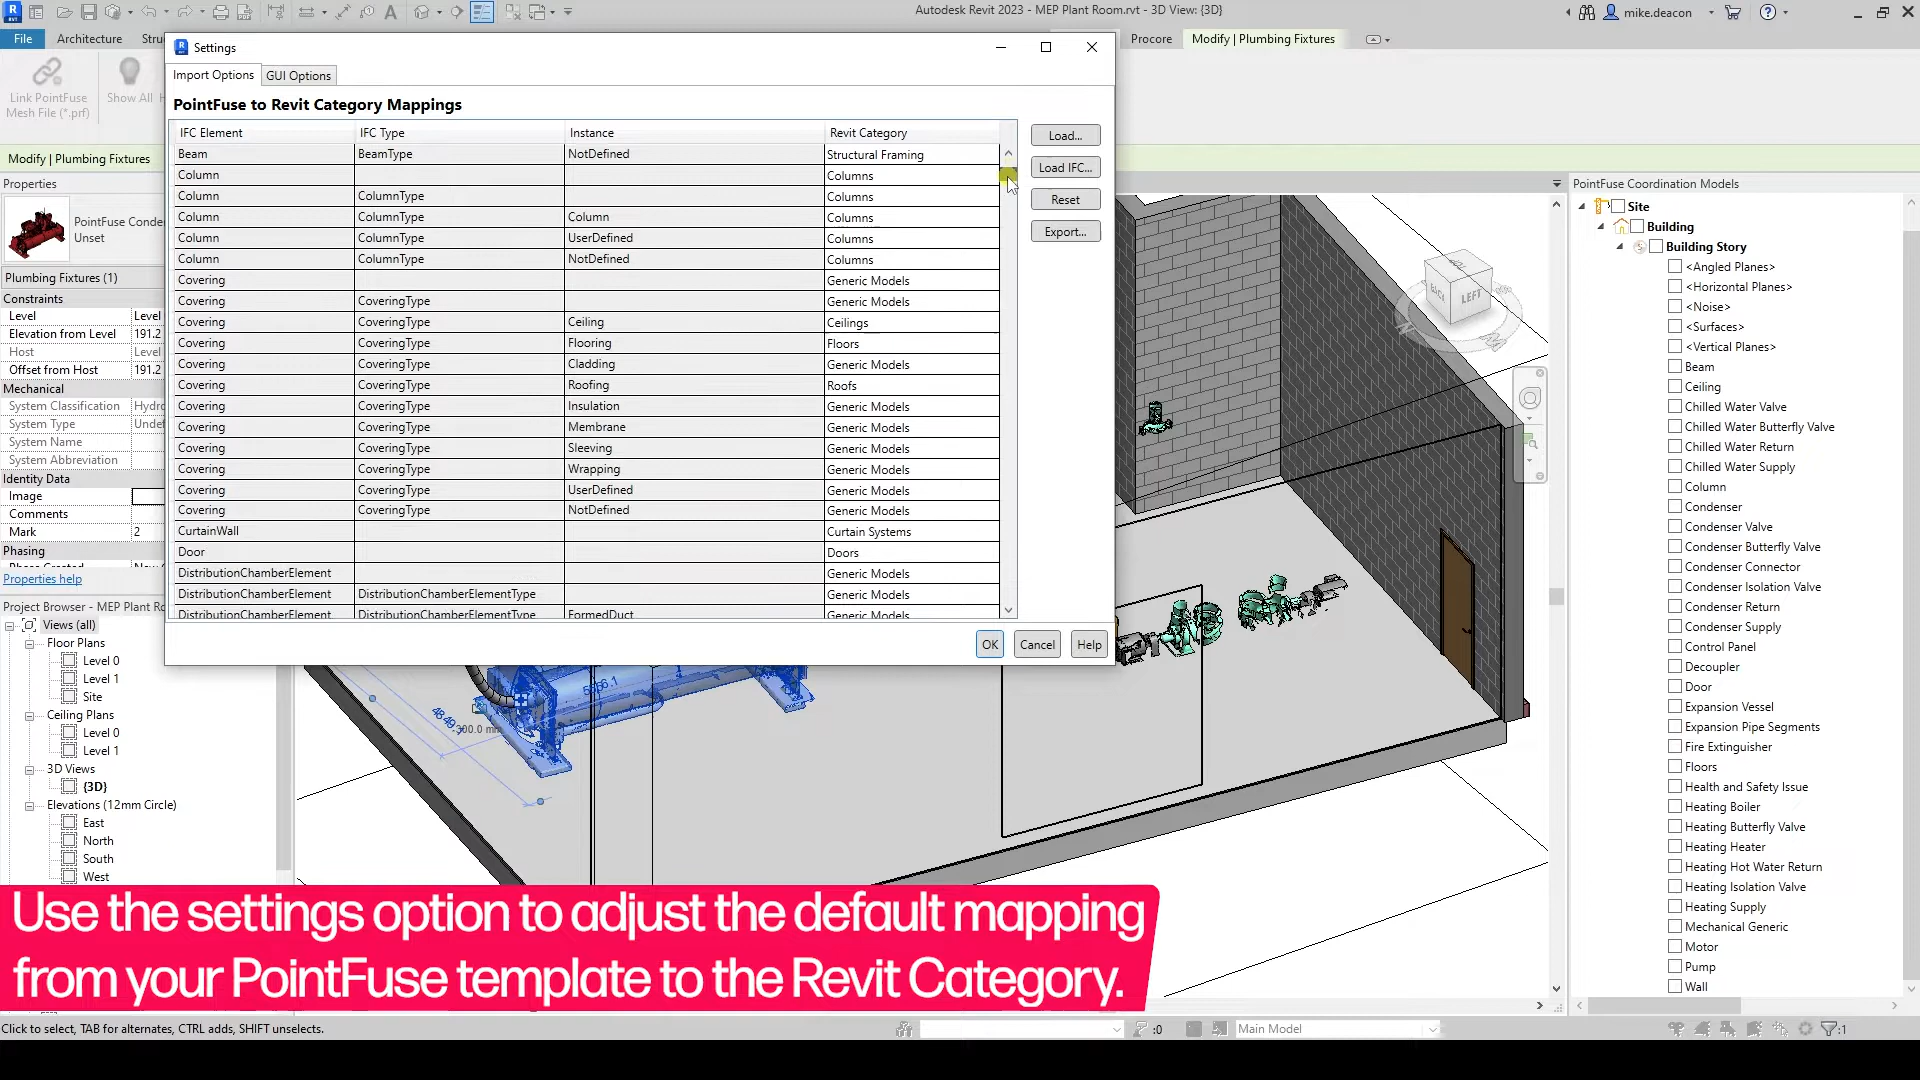 Autodesk Revit 2023 - MEP Plant Room.rvt - 3D View: {3D}
mike.deacon
File
Architecture
Procore
Modify | Plumbing Fixtures
Link PointFuse
Mesh File (*.prf)
Show All
Modify | Plumbing Fixtures
Properties
Unset
Plumbing Fixtures (1)
Constraints
Level
Level
Elevation from Level
191.2
Host
Level
Offset from Host
191.2
Mechanical
System Classification
System Type
System Name
System Abbreviation
Identity Data
Image
Comments
Mark
2
Phasing
Properties help
Project Browser - MEP Plant
Views (all)
Floor Plans
Level 0
Level 1
Site
Ceiling Plans
Level 0
Level 1
3D Views
{3D}
Elevations (12mm Circle)
East
North
South
West
Settings
Import Options
GUI Options
PointFuse to Revit Category Mappings
IFC Element IFC Type Instance Revit Category
Beam BeamType NotDefined Structural Framing
Column Columns
Column ColumnType Columns
Column ColumnType Column Columns
Column ColumnType UserDefined Columns
Column ColumnType NotDefined Columns
Covering Generic Models
Covering CoveringType Generic Models
Covering CoveringType Ceiling Ceilings
Covering CoveringType Flooring Floors
Covering CoveringType Cladding Generic Models
Covering CoveringType Roofing Roofs
Covering CoveringType Insulation Generic Models
Covering CoveringType Membrane Generic Models
Covering CoveringType Sleeving Generic Models
Covering CoveringType Wrapping Generic Models
Covering CoveringType UserDefined Generic Models
Covering CoveringType NotDefined Generic Models
CurtainWall Curtain Systems
Door Doors
DistributionChamberElement Generic Models
DistributionChamberElement DistributionChamberElementType Generic Models
DistributionChamberElement DistributionChamberElementType FormedDuct Generic Models
Load...
Load IFC...
Reset
Export...
OK
Cancel
Help
LEFT
BACK
PointFuse Coordination Models
Site
Building
Building Story
<Angled Planes>
<Horizontal Planes>
<Noise>
<Surfaces>
<Vertical Planes>
Beam
Ceiling
Chilled Water Valve
Chilled Water Butterfly Valve
Chilled Water Return
Chilled Water Supply
Column
Condenser
Condenser Valve
Condenser Butterfly Valve
Condenser Connector
Condenser Isolation Valve
Condenser Return
Condenser Supply
Control Panel
Decoupler
Door
Expansion Vessel
Expansion Pipe Segments
Fire Extinguisher
Floors
Health and Safety Issue
Heating Boiler
Heating Butterfly Valve
Heating Heater
Heating Hot Water Return
Heating Isolation Valve
Heating Supply
Mechanical Generic
Motor
Pump
Wall
Use the settings option to adjust the default mapping
from your PointFuse template to the Revit Category.
Click to select, TAB for alternates, CTRL adds, SHIFT unselects.
:0
Main Model
:1